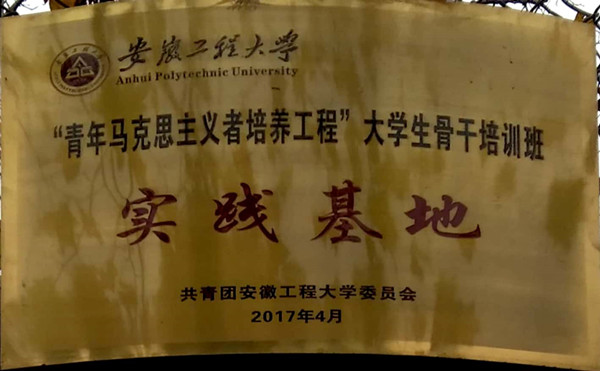 安徽工程大学
Anhui Polytechnic University
“青年马克思主义者培养工程”大学生骨干培训班
实践基地
共青团安徽工程大学委员会
2017年4月